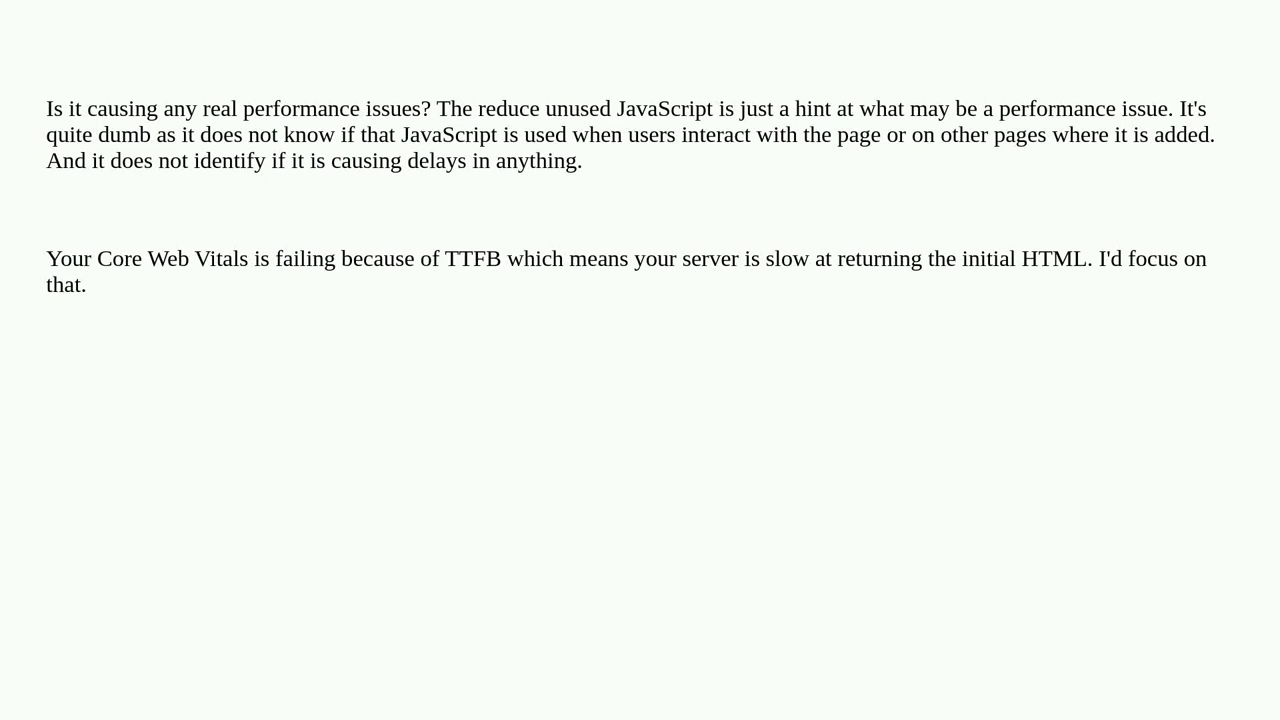 Is it causing any real performance issues? The reduce unused JavaScript is just a hint at what may be a performance issue. It's
quite dumb as it does not know if that JavaScript is used when users interact with the page or on other pages where it is added.
And it does not identify if it is causing delays in anything.
Your Core Web Vitals is failing because of TTFB which means your server is slow at returning the initial HTML. I'd focus on
that.